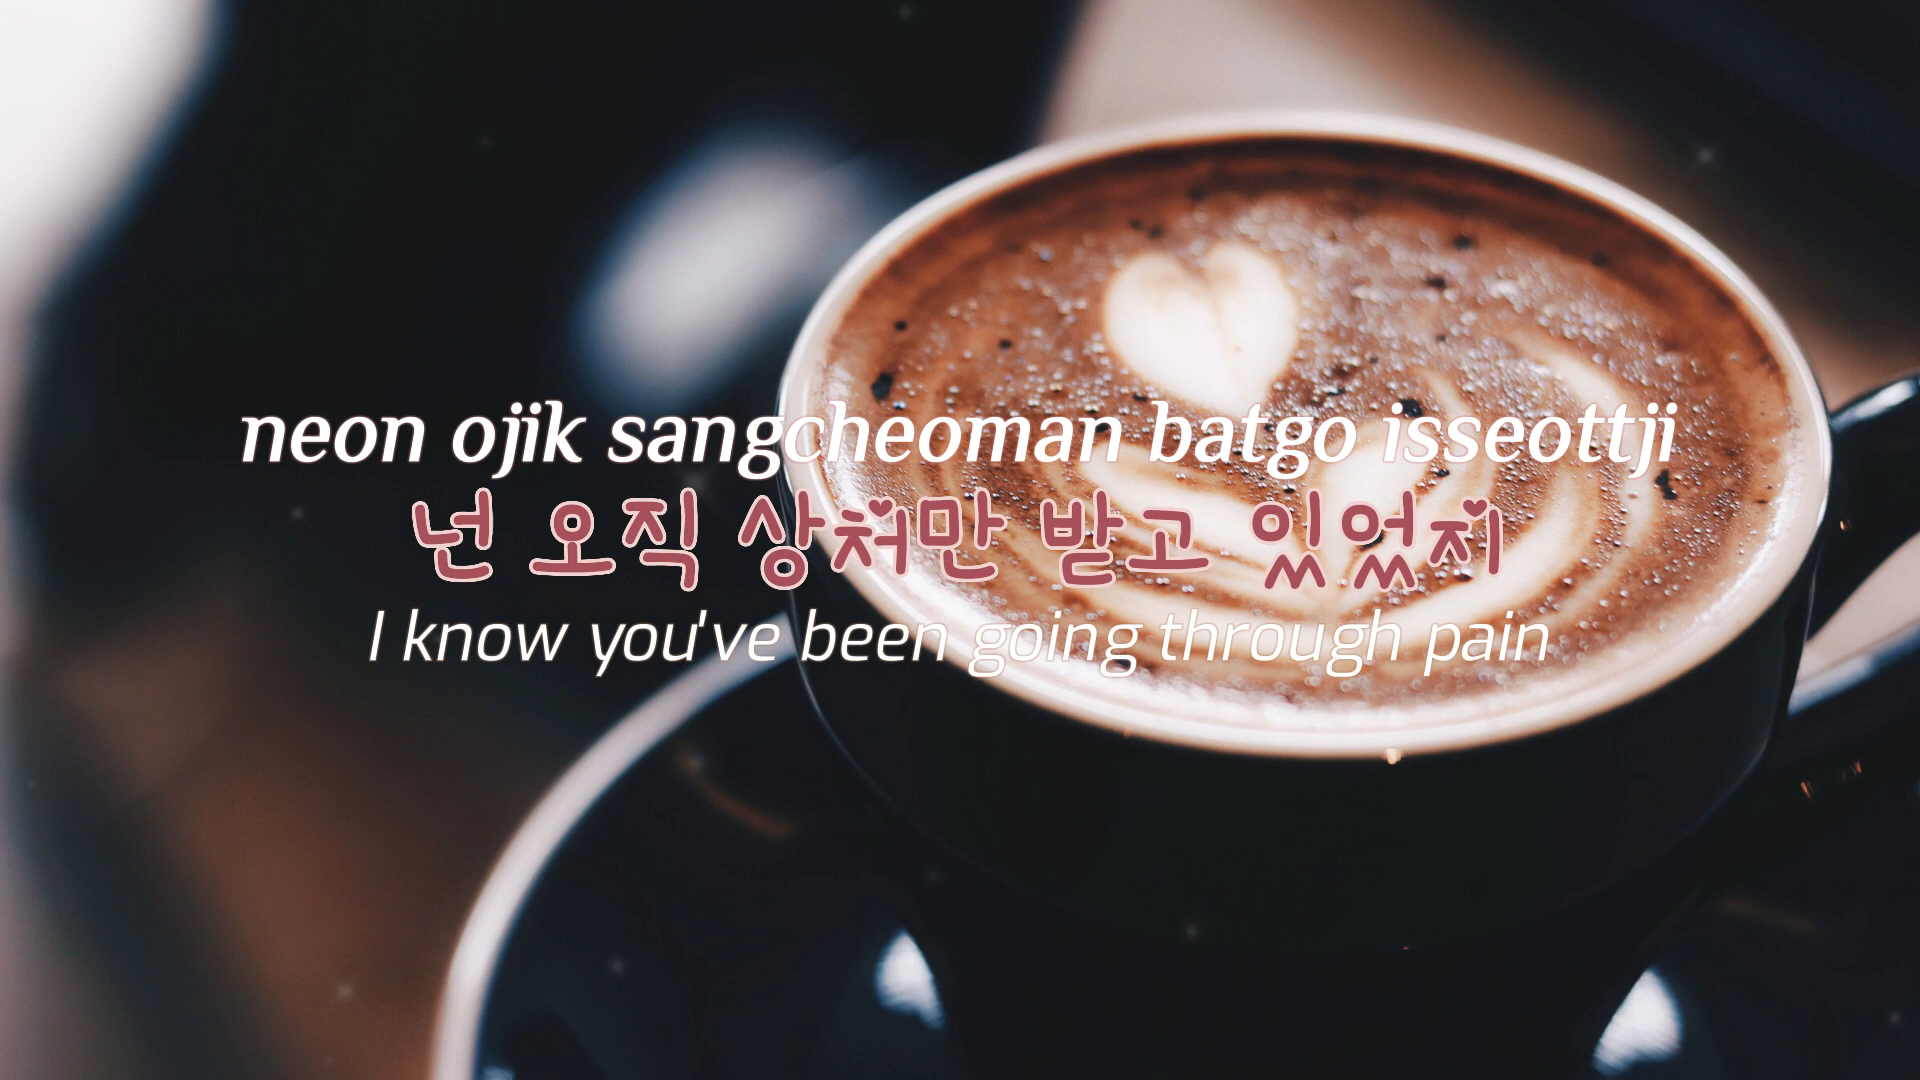 neon ojik sangcheoman batgo isseottji
넌 오직 상처만 받고 있었지
I know you've been going through pain